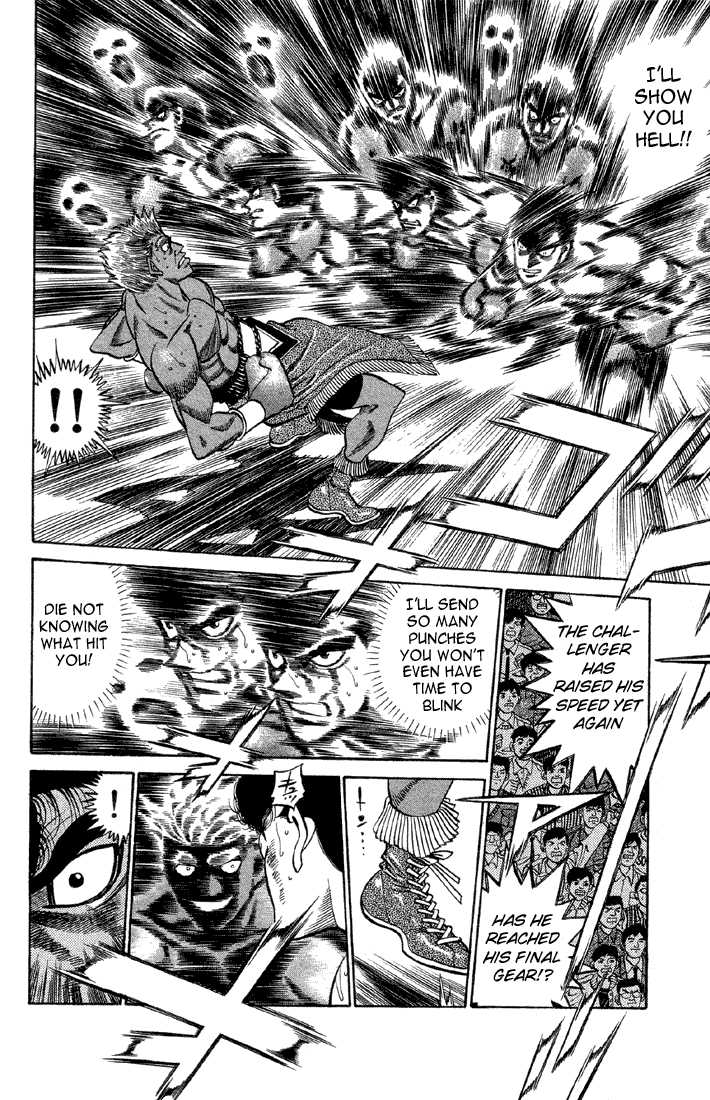 I'LL
SHOW
YOU
HELL!!
!!
THE CHAL-
LENGER
HAS
RAISED HIS
SPEED YET
AGAIN
I'LL SEND
SO MANY
PUNCHES
YOU WON'T
EVEN HAVE
TIME TO
BLINK
DIE NOT
KNOWING
WHAT HIT
YOU!
HAS HE
REACHED
HIS FINAL
GEAR!?
!